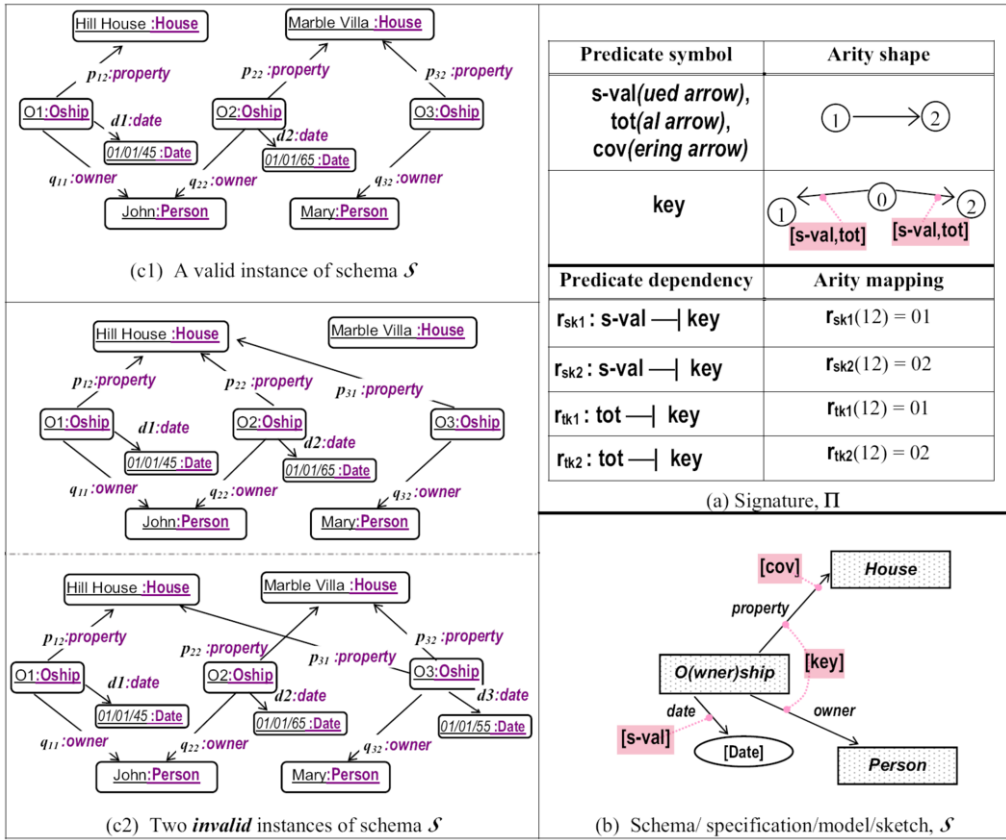 Hill House :House
Marble Villa :House
p12:property
p22:property
p32:property
O1:Oship
O2:Oship
O3:Oship
d1:date
d2:date
01/01/45 :Date
01/01/65 :Date
q11:owner
q22:owner
q32:owner
John:Person
Mary:Person
(c1) A valid instance of schema S
Hill House :House
Marble Villa :House
p12:property
p22:property
p31:property
O1:Oship
O2:Oship
O3:Oship
d1:date
d2:date
01/01/45 :Date
01/01/65 :Date
q11:owner
q22:owner
q32:owner
John:Person
Mary:Person
Hill House :House
Marble Villa :House
p12:property
p22:property
p31:property
p32:property
O1:Oship
O2:Oship
O3:Oship
d1:date
d2:date
d3:date
01/01/45 :Date
01/01/65 :Date
01/01/55 :Date
q11:owner
q22:owner
q32:owner
John:Person
Mary:Person
(c2) Two invalid instances of schema S
Predicate symbol
Arity shape
s-val(ued arrow),
tot(al arrow),
cov(ering arrow)
1
2
key
1
0
2
[s-val,tot]
[s-val,tot]
Predicate dependency
Arity mapping
rsk1: s-val —| key
rsk1(12) = 01
rsk2: s-val —| key
rsk2(12) = 02
rtk1: tot —| key
rtk1(12) = 01
rtk2: tot —| key
rtk2(12) = 02
(a) Signature, Π
[cov]
House
property
[key]
O(wner)ship
date
owner
[s-val]
[Date]
Person
(b) Schema/ specification/model/sketch, S